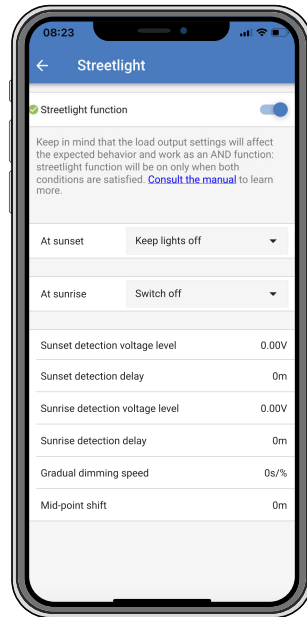 08:23
Streetlight
Streetlight function
Keep in mind that the load output settings will affect
the expected behavior and work as an AND function:
streetlight function will be on only when both
conditions are satisfied. Consult the manual to learn
more.
At sunset Keep lights off
At sunrise Switch off
Sunset detection voltage level 0.00V
Sunset detection delay 0m
Sunrise detection voltage level 0.00V
Sunrise detection delay 0m
Gradual dimming speed 0s/%
Mid-point shift 0m